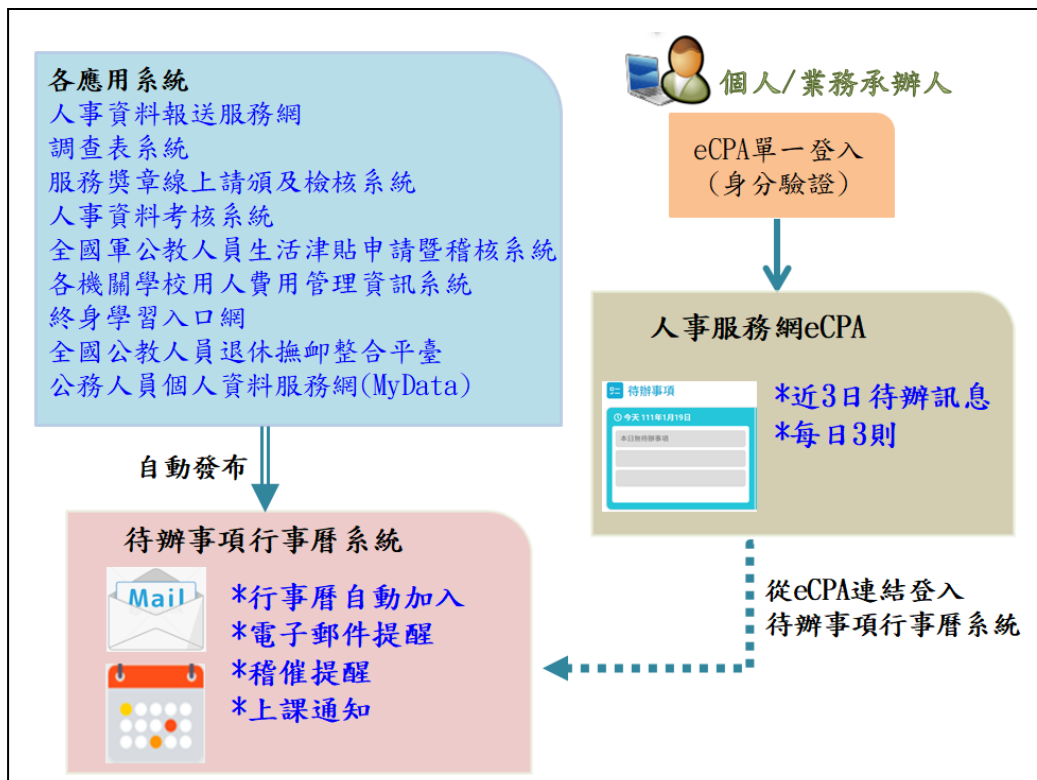 各應用系統
人事資料報送服務網
調查表系統
服務獎章線上請頒及檢核系統
人事資料考核系統
全國軍公教人員生活津貼申請暨稽核系統
各機關學校用人費用管理資訊系統
終身學習入口網
全國公教人員退休撫卹整合平臺
公務人員個人資料服務網(MyData)
自動發布
待辦事項行事曆系統
Mail
*行事曆自動加入
*電子郵件提醒
*稽催提醒
*上課通知
個人/業務承辦人
eCPA單一登入
(身分驗證)
人事服務網eCPA
待辦事項
今天 111年1月19日
本日無待辦事項
*近3日待辦訊息
*每日3則
從eCPA連結登入
待辦事項行事曆系統